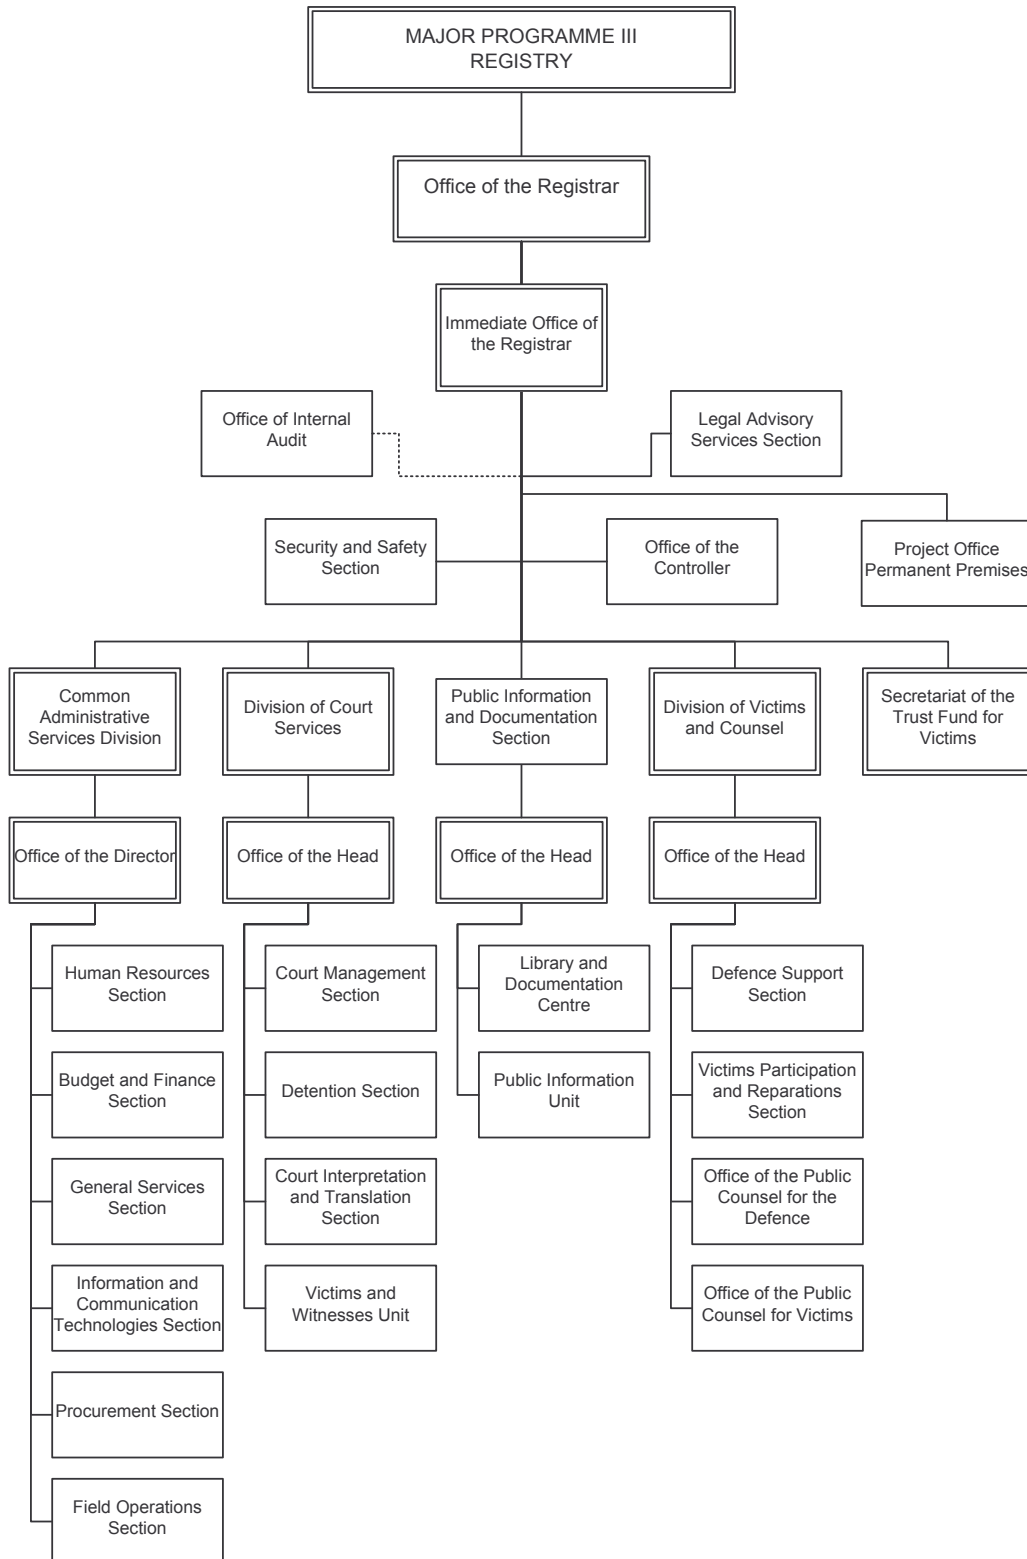 MAJOR PROGRAMME III
REGISTRY
Office of the Registrar
Immediate Office of
the Registrar
Office of Internal
Audit
Legal Advisory
Services Section
Security and Safety
Section
Office of the
Controller
Project Office
Permanent Premises
Common
Administrative
Services Division
Division of Court
Services
Public Information
and Documentation
Section
Division of Victims
and Counsel
Secretariat of the
Trust Fund for
Victims
Office of the Director
Office of the Head
Office of the Head
Office of the Head
Human Resources
Section
Court Management
Section
Library and
Documentation
Centre
Defence Support
Section
Budget and Finance
Section
Detention Section
Public Information
Unit
Victims Participation
and Reparations
Section
General Services
Section
Court Interpretation
and Translation
Section
Office of the Public
Counsel for the
Defence
Information and
Communication
Technologies Section
Victims and
Witnesses Unit
Office of the Public
Counsel for Victims
Procurement Section
Field Operations
Section